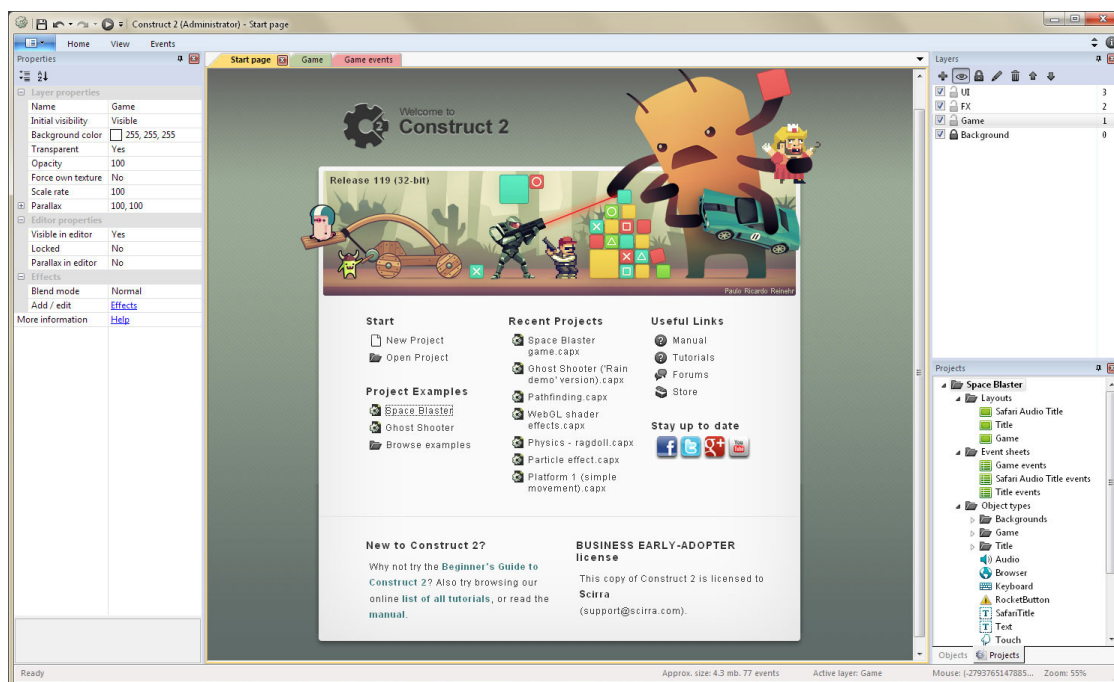 Construct 2 (Administrator) - Start page
Home View Events
Properties
Layer properties
Name Game
Initial visibility Visible
Background color 255, 255, 255
Transparent Yes
Opacity 100
Force own texture No
Scale rate 100
Parallax 100, 100
Editor properties
Visible in editor Yes
Locked No
Parallax in editor No
Effects
Blend mode Normal
Add / edit Effects
More information Help
Start page Game Game events
Welcome to
Construct 2
Release 119 (32-bit)
Paulo Ricardo Reinehr
Start
New Project
Open Project
Project Examples
Space Blaster
Ghost Shooter
Browse examples
Recent Projects
Space Blaster
game.capx
Ghost Shooter ('Rain
demo' version).capx
Pathfinding.capx
WebGL shader
effects.capx
Physics - ragdoll.capx
Particle effect.capx
Platform 1 (simple
movement).capx
Useful Links
Manual
Tutorials
Forums
Store
Stay up to date
New to Construct 2?
Why not try the Beginner's Guide to
Construct 2? Also try browsing our
online list of all tutorials, or read the
manual.
BUSINESS EARLY-ADOPTER
license
This copy of Construct 2 is licensed to
Scirra
(support@scirra.com).
Layers
UI 3
FX 2
Game 1
Background 0
Projects
Space Blaster
Layouts
Safari Audio Title
Title
Game
Event sheets
Game events
Safari Audio Title events
Title events
Object types
Backgrounds
Game
Title
Audio
Browser
Keyboard
RocketButton
SafariTitle
Text
Touch
Objects Projects
Ready Approx. size: 4.3 mb. 77 events Active layer: Game Mouse: (-2793765147885... Zoom: 55%